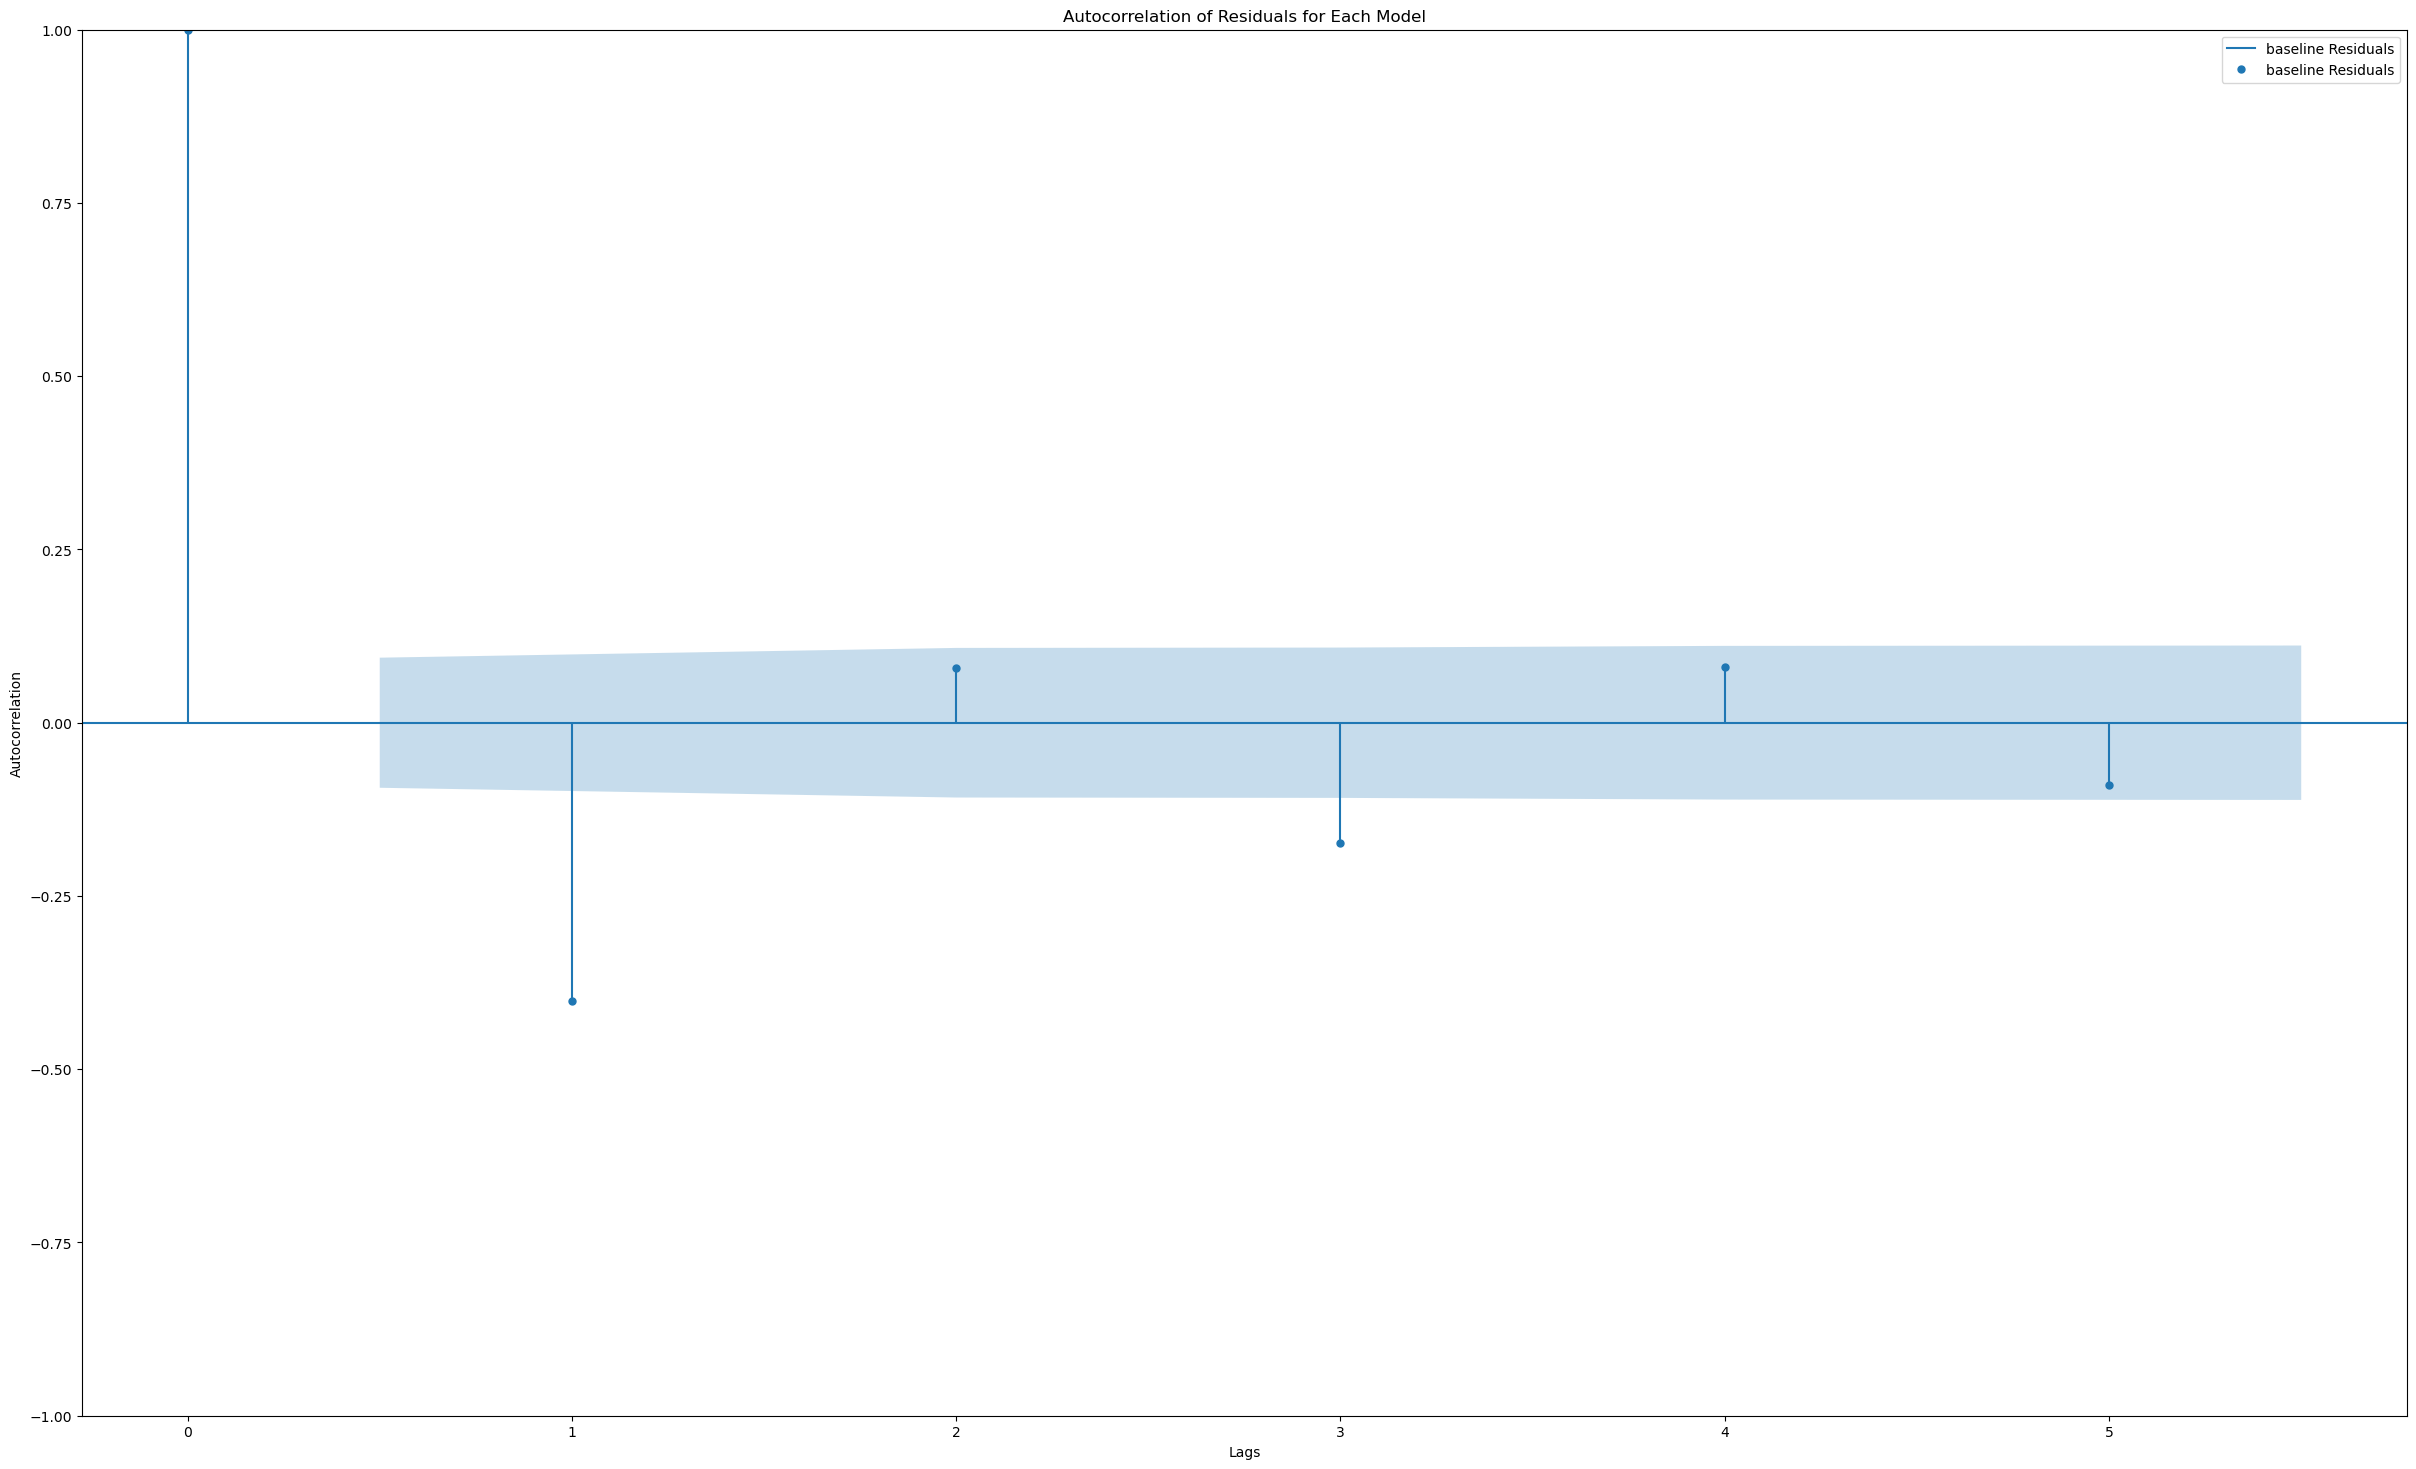 Autocorrelation of Residuals for Each Model
baseline Residuals
baseline Residuals
Autocorrelation
1.00
0.75
0.50
0.25
0.00
−0.25
−0.50
−0.75
−1.00
0 1 2 3 4 5
Lags